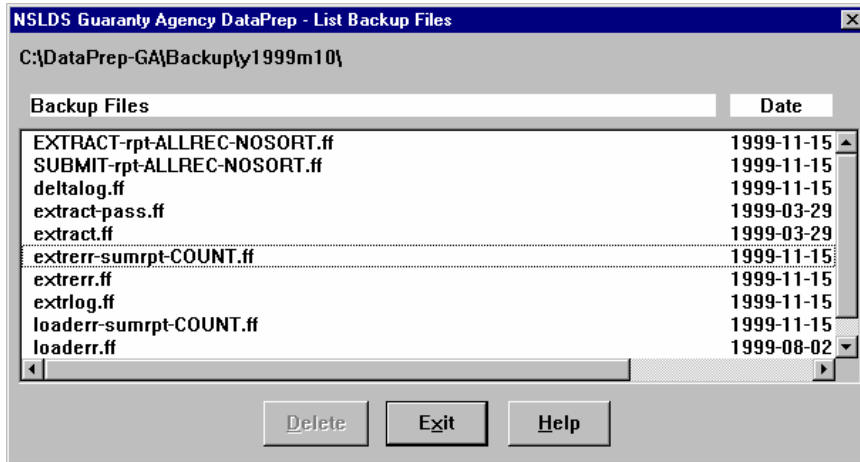 NSLDS Guaranty Agency DataPrep - List Backup Files
C:\DataPrep-GA\Backup\y1999m10\
Backup Files Date
EXTRACT-rpt-ALLREC-NOSORT.ff 1999-11-15
SUBMIT-rpt-ALLREC-NOSORT.ff 1999-11-15
deltalog.ff 1999-11-15
extract-pass.ff 1999-03-29
extract.ff 1999-03-29
extrerr-sumrpt-COUNT.ff 1999-11-15
extrerr.ff 1999-11-15
extrlog.ff 1999-11-15
loaderr-sumrpt-COUNT.ff 1999-11-15
loaderr.ff 1999-08-02
Delete Exit Help